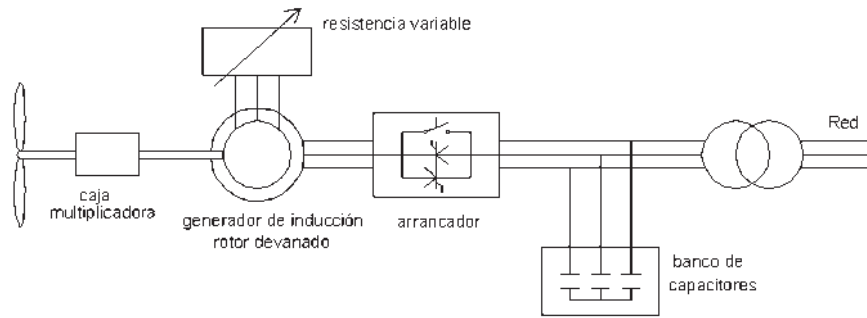 resistencia variable
Red
caja
multiplicadora
generador de inducción
rotor devanado
arrancador
banco de
capacitores